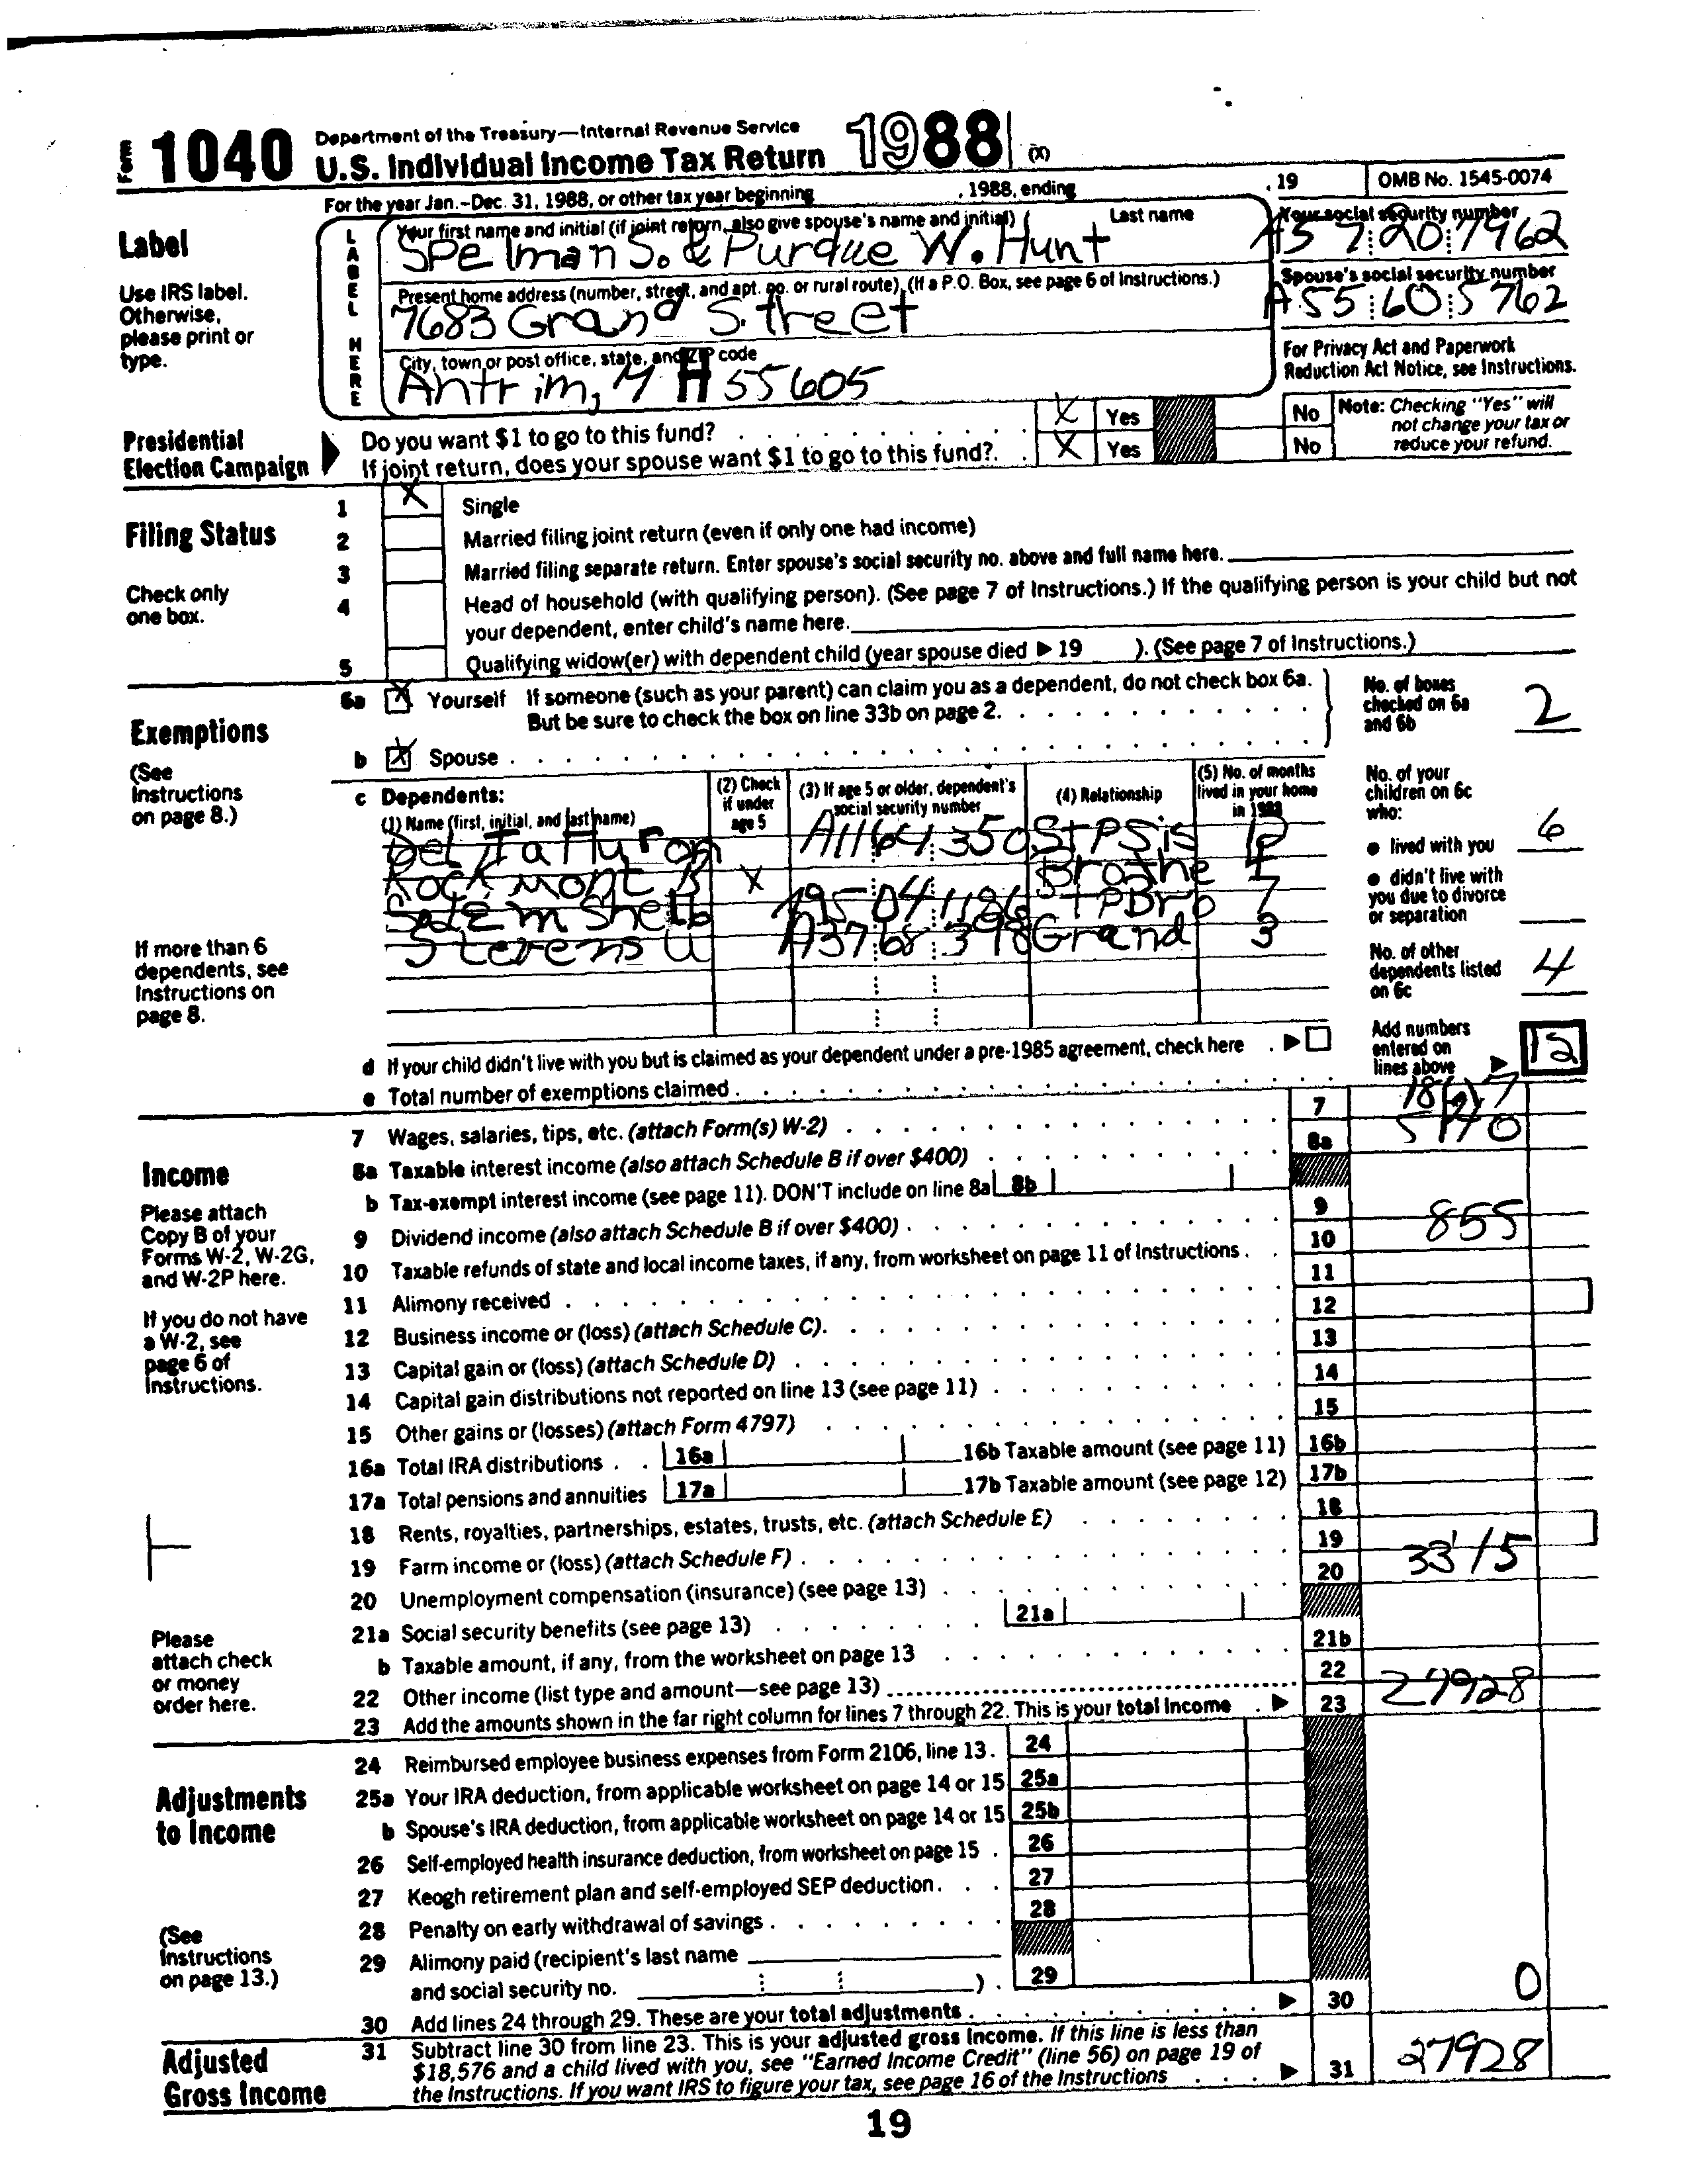 Form 1040 Department of the Treasury—Internal Revenue Service
U.S. Individual Income Tax Return 1988 (X)
For the year Jan.-Dec. 31, 1988, or other tax year beginning , 1988, ending , 19 OMB No. 1545-0074
Label
Use IRS label.
Otherwise,
please print or
type.
LABEL HERE
Your first name and initial (if joint return, also give spouse's name and initial) Last name
Spelman S. & Purdue W. Hunt
Your social security number
A57 20 7962
Present home address (number, street, and apt. no. or rural route). (If a P.O. Box, see page 6 of Instructions.)
7683 Grand Street
Spouse's social security number
A55 60 5762
City, town or post office, state, and ZIP code
Antrim, MH 55605
For Privacy Act and Paperwork
Reduction Act Notice, see Instructions.
Presidential
Election Campaign
Do you want $1 to go to this fund? X Yes No
If joint return, does your spouse want $1 to go to this fund? X Yes No
Note: Checking "Yes" will
not change your tax or
reduce your refund.
Filing Status
Check only
one box.
1 X Single
2 Married filing joint return (even if only one had income)
3 Married filing separate return. Enter spouse's social security no. above and full name here.
4 Head of household (with qualifying person). (See page 7 of Instructions.) If the qualifying person is your child but not
your dependent, enter child's name here.
5 Qualifying widow(er) with dependent child (year spouse died ▶ 19 ). (See page 7 of Instructions.)
Exemptions
(See
Instructions
on page 8.)
6a X Yourself If someone (such as your parent) can claim you as a dependent, do not check box 6a.
But be sure to check the box on line 33b on page 2.
b X Spouse
No. of boxes
checked on 6a
and 6b 2
c Dependents:
(1) Name (first, initial, and last name)
(2) Check
if under
age 5
(3) If age 5 or older, dependent's
social security number
(4) Relationship
(5) No. of months
lived in your home
in 1988
Delta Huron A11 64 350 StPSis
Rockmont B X Brothe
Salem Shelb 195 04 1186 StPBro 7
Stevens U A37 68 398 Grand 3
If more than 6
dependents, see
Instructions on
page 8.
No. of your
children on 6c
who:
● lived with you 6
● didn't live with
you due to divorce
or separation
No. of other
dependents listed
on 6c 4
d If your child didn't live with you but is claimed as your dependent under a pre-1985 agreement, check here ▶
e Total number of exemptions claimed
Add numbers
entered on
lines above ▶ 12
Income
Please attach
Copy B of your
Forms W-2, W-2G,
and W-2P here.
If you do not have
a W-2, see
page 6 of
Instructions.
Please
attach check
or money
order here.
7 Wages, salaries, tips, etc. (attach Form(s) W-2) 7
8a Taxable interest income (also attach Schedule B if over $400) 8a
b Tax-exempt interest income (see page 11). DON'T include on line 8a 8b
9 Dividend income (also attach Schedule B if over $400) 9 855
10 Taxable refunds of state and local income taxes, if any, from worksheet on page 11 of Instructions 10
11 Alimony received 11
12 Business income or (loss) (attach Schedule C) 12
13 Capital gain or (loss) (attach Schedule D) 13
14 Capital gain distributions not reported on line 13 (see page 11) 14
15 Other gains or (losses) (attach Form 4797) 15
16a Total IRA distributions 16a 16b Taxable amount (see page 11) 16b
17a Total pensions and annuities 17a 17b Taxable amount (see page 12) 17b
18 Rents, royalties, partnerships, estates, trusts, etc. (attach Schedule E) 18
19 Farm income or (loss) (attach Schedule F) 19
20 Unemployment compensation (insurance) (see page 13) 20 3315
21a Social security benefits (see page 13) 21a
b Taxable amount, if any, from the worksheet on page 13 21b
22 Other income (list type and amount—see page 13) 22
23 Add the amounts shown in the far right column for lines 7 through 22. This is your total income ▶ 23 27928
Adjustments
to Income
(See
Instructions
on page 13.)
24 Reimbursed employee business expenses from Form 2106, line 13 24
25a Your IRA deduction, from applicable worksheet on page 14 or 15 25a
b Spouse's IRA deduction, from applicable worksheet on page 14 or 15 25b
26 Self-employed health insurance deduction, from worksheet on page 15 26
27 Keogh retirement plan and self-employed SEP deduction 27
28 Penalty on early withdrawal of savings 28
29 Alimony paid (recipient's last name
and social security no. ) 29
30 Add lines 24 through 29. These are your total adjustments ▶ 30 0
Adjusted
Gross Income
31 Subtract line 30 from line 23. This is your adjusted gross income. If this line is less than
$18,576 and a child lived with you, see "Earned Income Credit" (line 56) on page 19 of
the Instructions. If you want IRS to figure your tax, see page 16 of the Instructions ▶ 31 27928
19